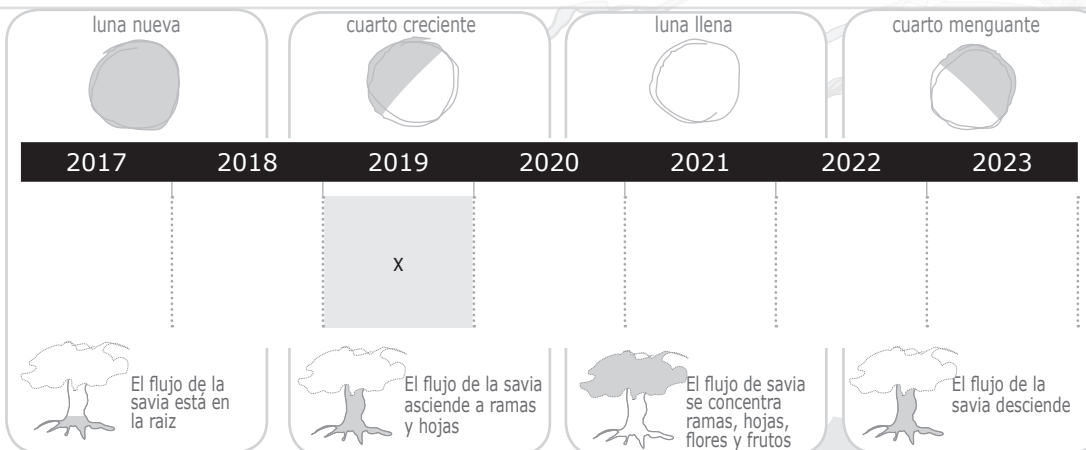 luna nueva
cuarto creciente
luna llena
cuarto menguante
2017 2018 2019 2020 2021 2022 2023
X
El flujo de la
savia está en
la raiz
El flujo de la savia
asciende a ramas
y hojas
El flujo de savia
se concentra
ramas, hojas,
flores y frutos
El flujo de la
savia desciende